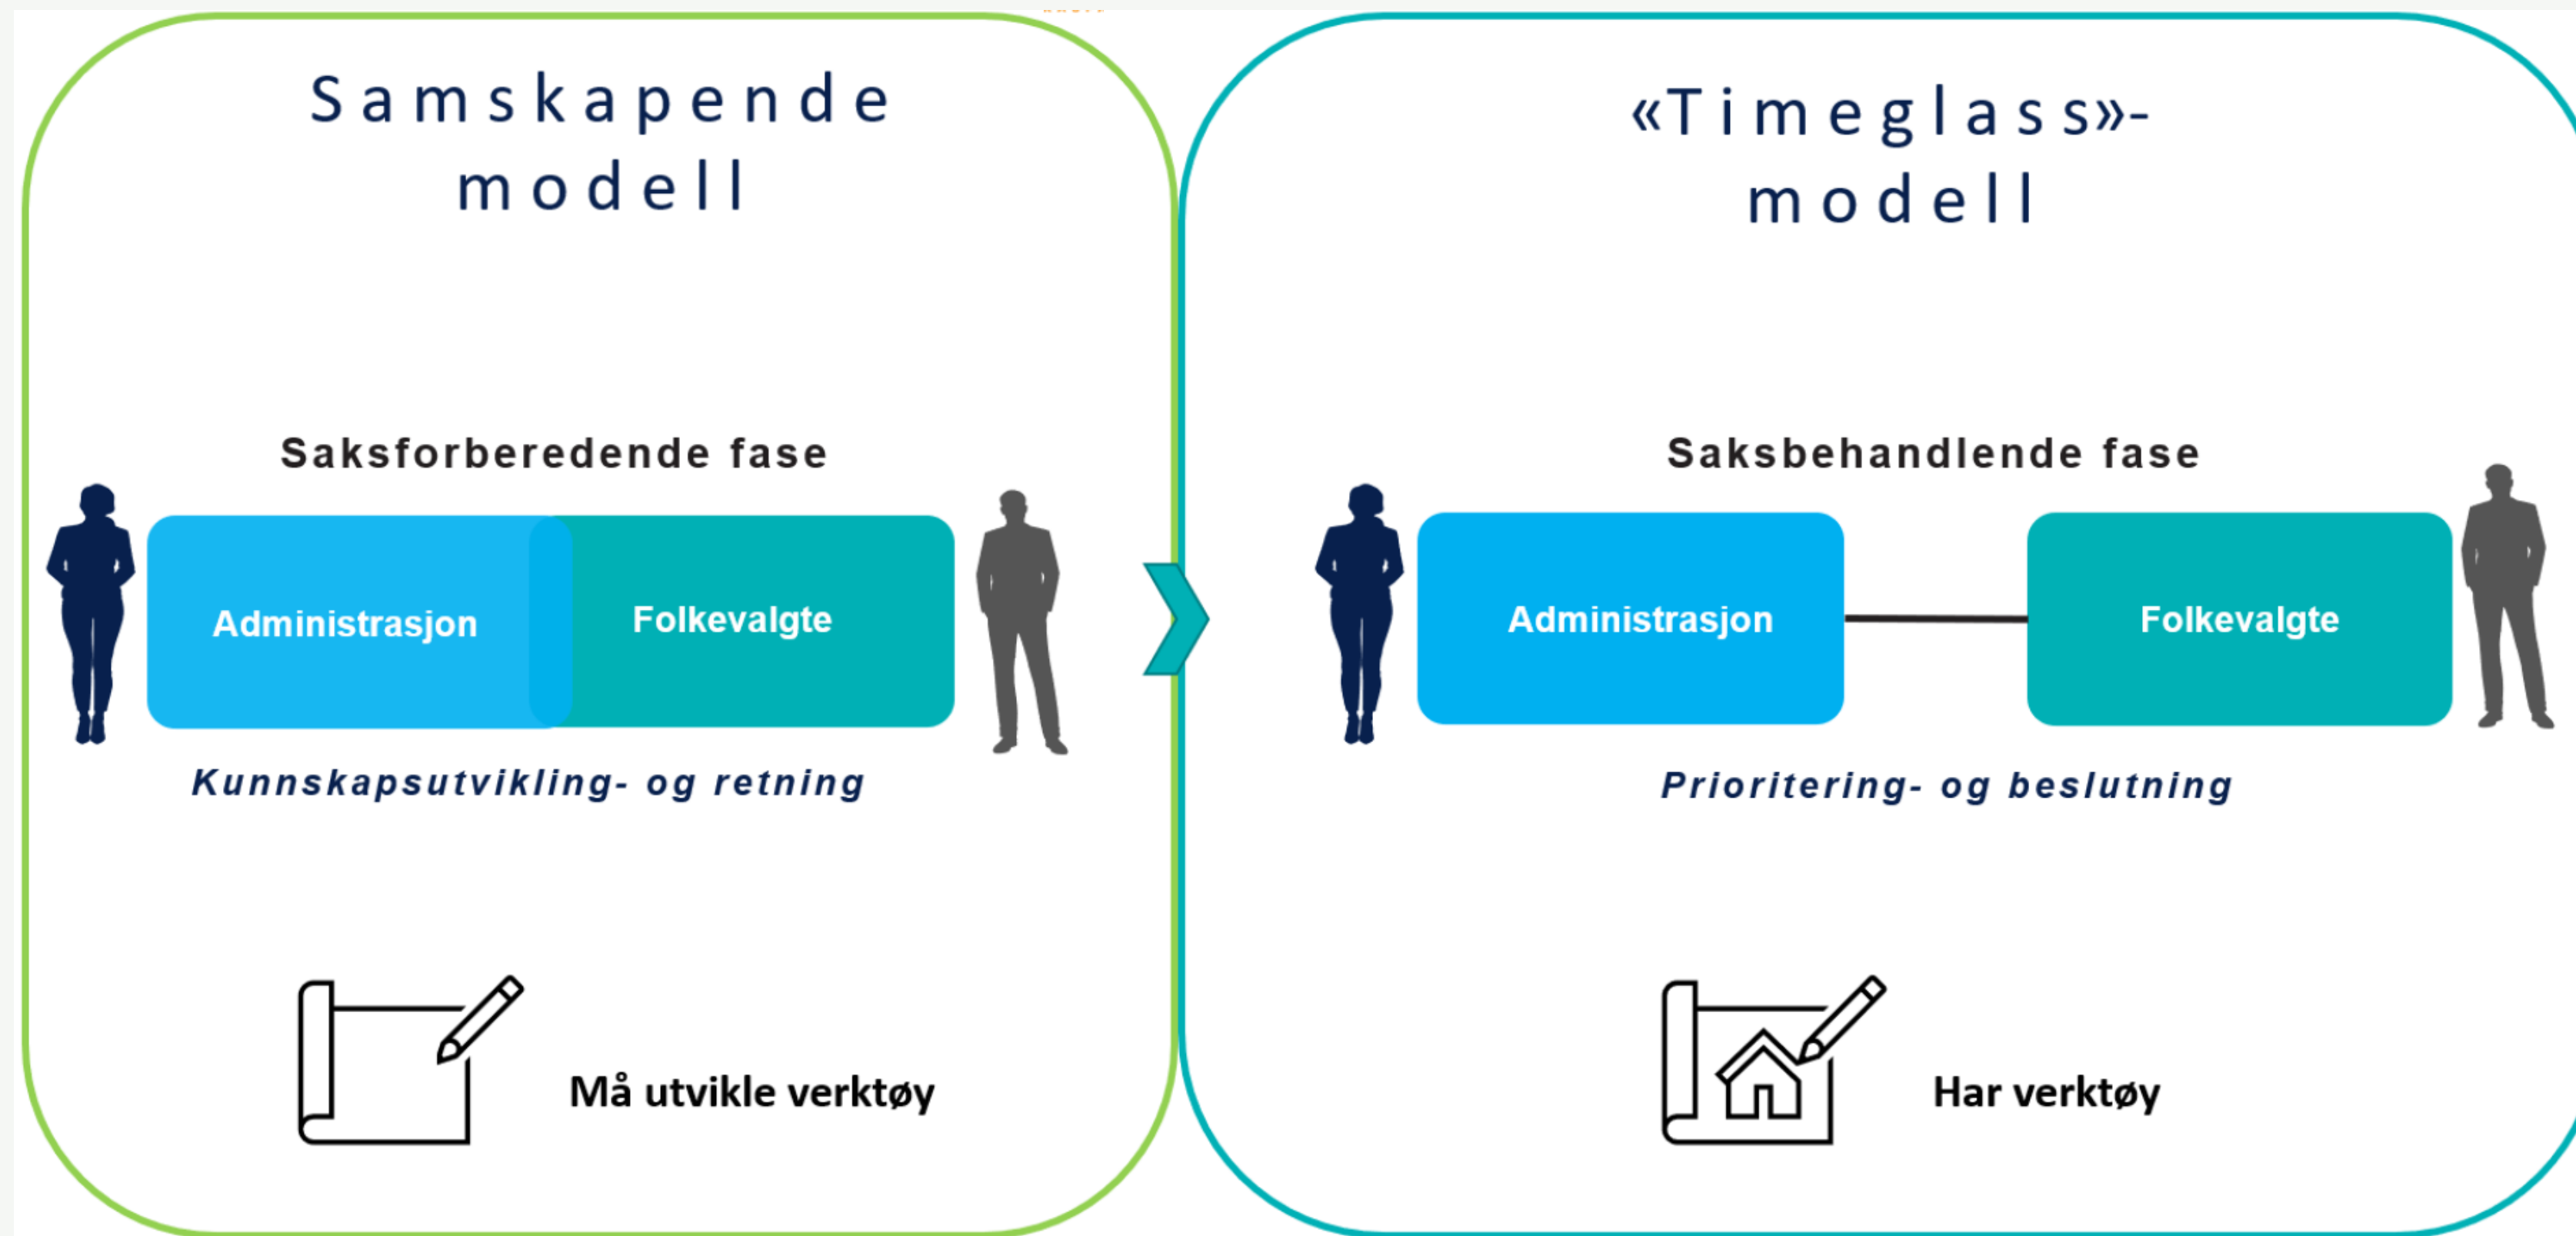 Samskapende
modell
Saksforberedende fase
Administrasjon
Folkevalgte
Kunnskapsutvikling- og retning
Må utvikle verktøy
«Timeglass»-
modell
Saksbehandlende fase
Administrasjon
Folkevalgte
Prioritering- og beslutning
Har verktøy